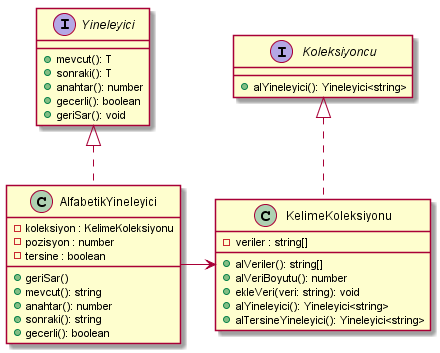 I Yineleyici
mevcut(): T
sonraki(): T
anahtar(): number
gecerli(): boolean
geriSar(): void
I Koleksiyoncu
alYineleyici(): Yineleyici<string>
C AlfabetikYineleyici
koleksiyon : KelimeKoleksiyonu
pozisyon : number
tersine : boolean
geriSar()
mevcut(): string
anahtar(): number
sonraki(): string
gecerli(): boolean
C KelimeKoleksiyonu
veriler : string[]
alVeriler(): string[]
alVeriBoyutu(): number
ekleVeri(veri: string): void
alYineleyici(): Yineleyici<string>
alTersineYineleyici(): Yineleyici<string>